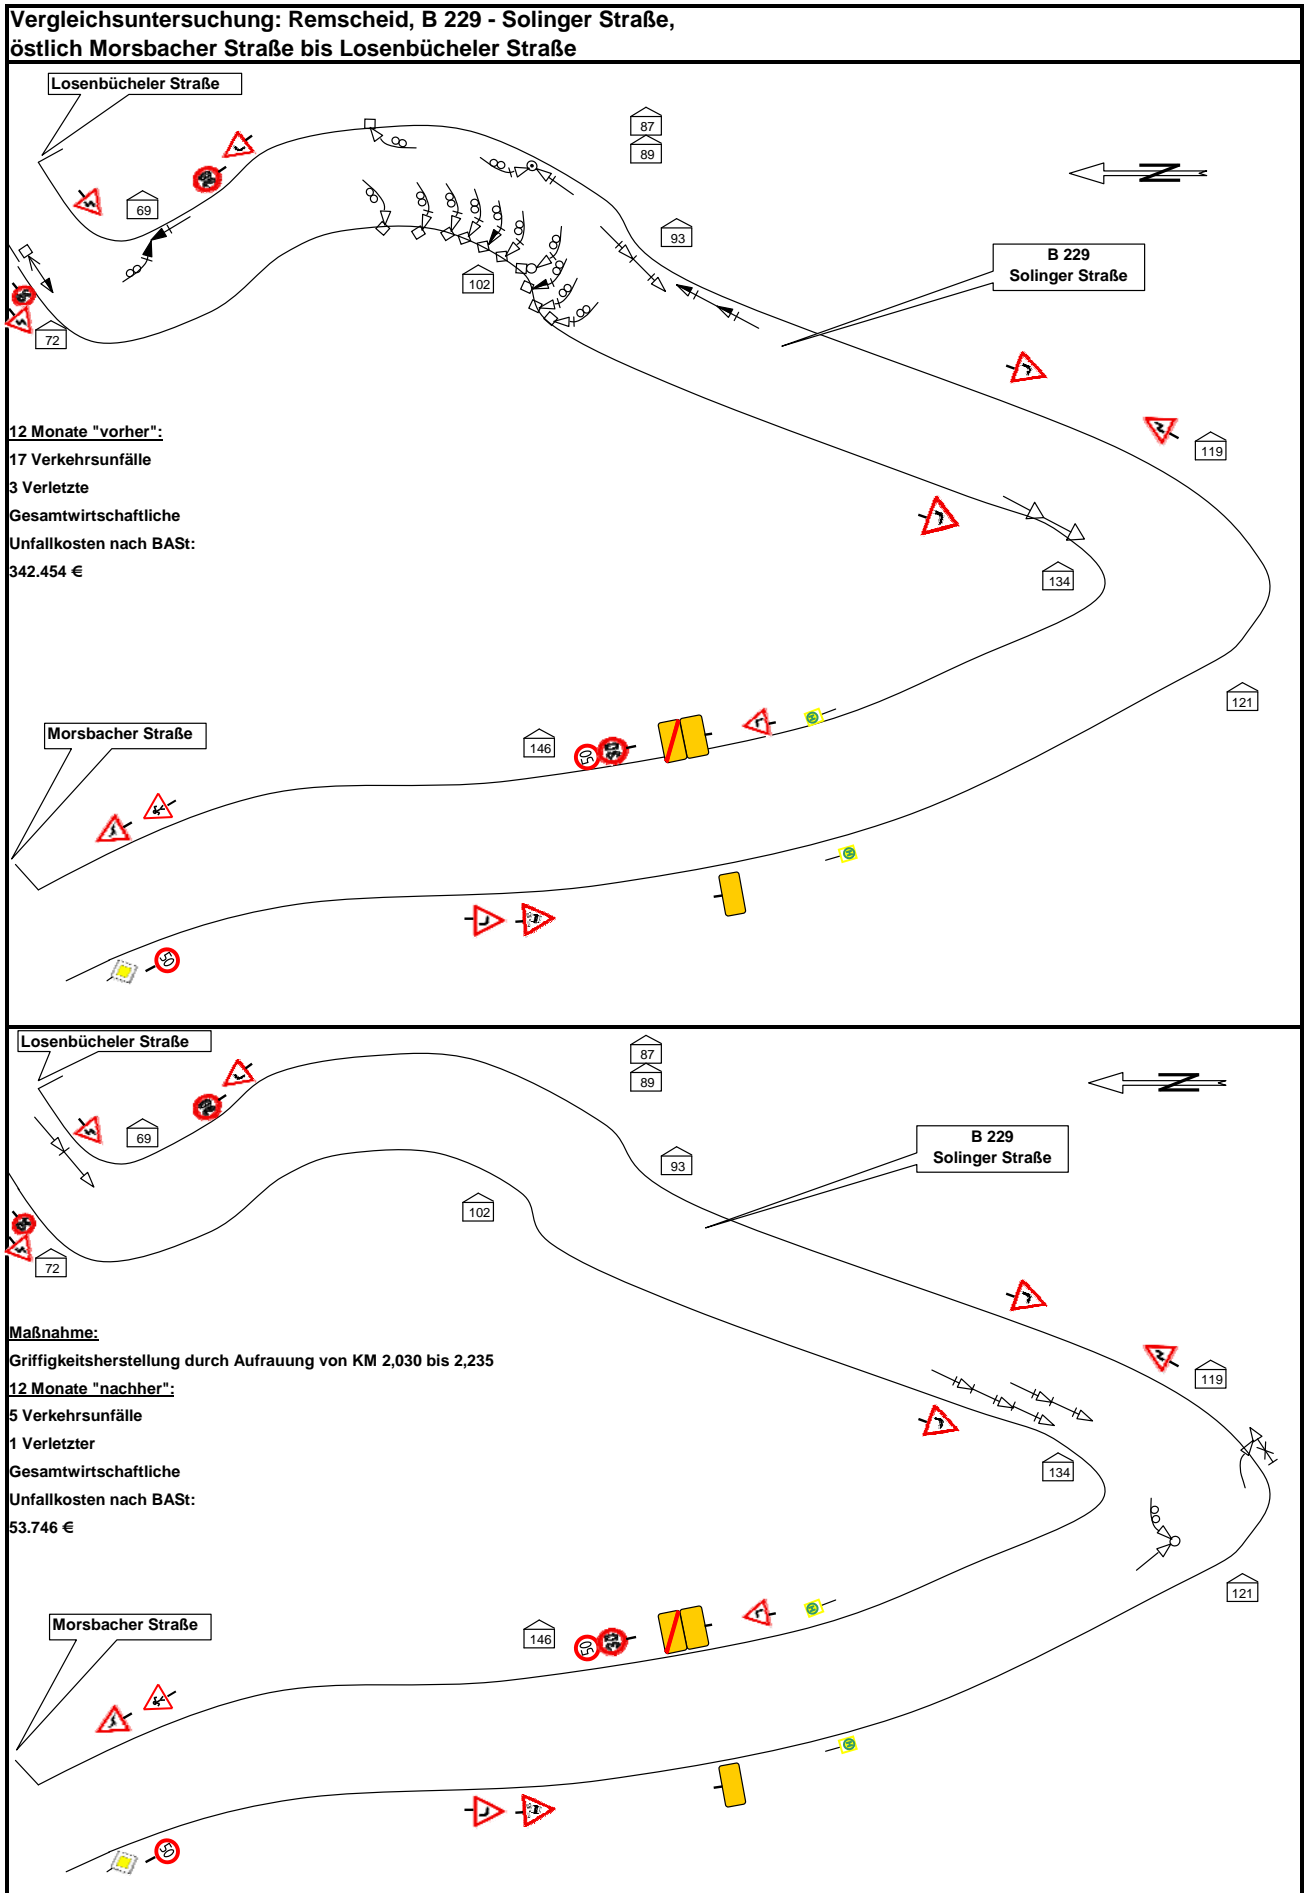 Vergleichsuntersuchung: Remscheid, B 229 - Solinger Straße,
östlich Morsbacher Straße bis Losenbücheler Straße
Losenbücheler Straße
87
89
69
93
N
B 229
Solinger Straße
102
72
12 Monate "vorher":
17 Verkehrsunfälle
3 Verletzte
Gesamtwirtschaftliche
Unfallkosten nach BASt:
342.454 €
119
134
121
Morsbacher Straße
146
50
H
H
50
Losenbücheler Straße
87
89
69
93
N
B 229
Solinger Straße
102
72
Maßnahme:
Griffigkeitsherstellung durch Aufrauung von KM 2,030 bis 2,235
12 Monate "nachher":
5 Verkehrsunfälle
1 Verletzter
Gesamtwirtschaftliche
Unfallkosten nach BASt:
53.746 €
119
134
121
Morsbacher Straße
146
50
H
H
50